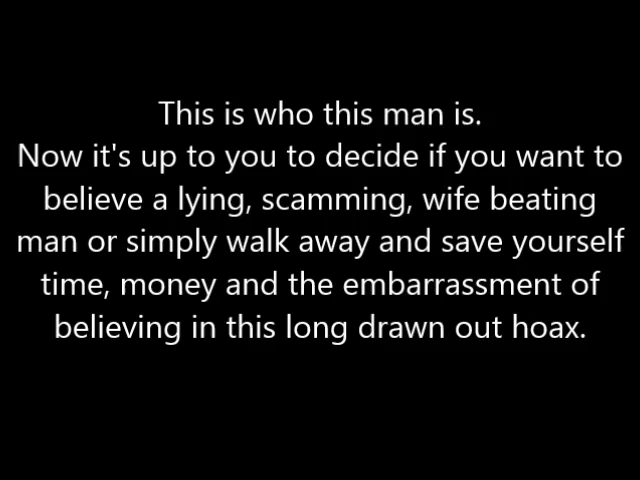 This is who this man is.
Now it's up to you to decide if you want to
believe a lying, scamming, wife beating
man or simply walk away and save yourself
time, money and the embarrassment of
believing in this long drawn out hoax.